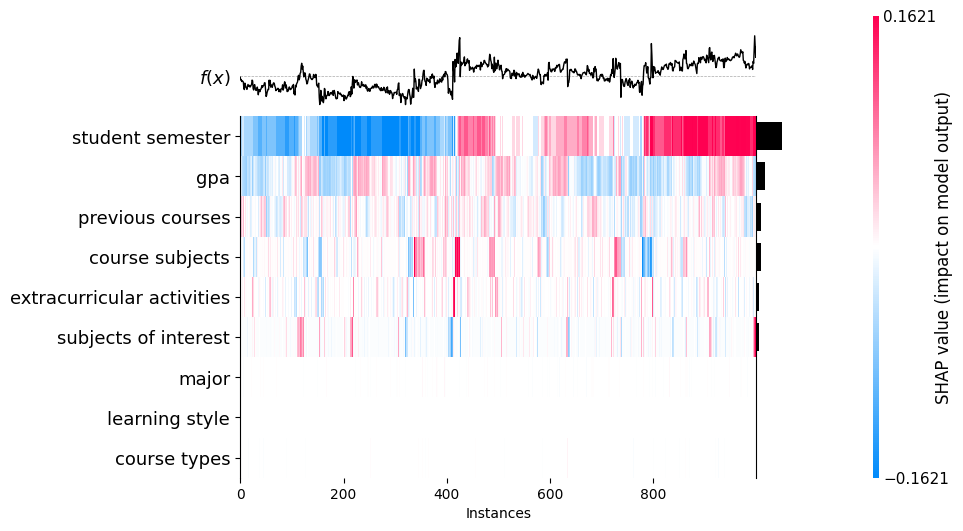 0.1621
f(x)
student semester
gpa
previous courses
course subjects
extracurricular activities
subjects of interest
major
learning style
course types
0 200 400 600 800
Instances
SHAP value (impact on model output)
−0.1621